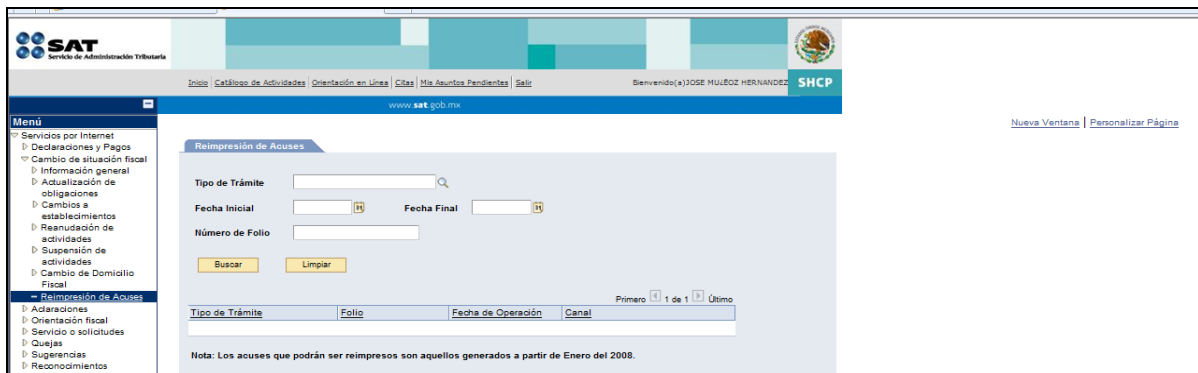 SAT
Servicio de Administración Tributaria
Inicio | Catálogo de Actividades | Orientación en Línea | Citas | Mis Asuntos Pendientes | Salir
Bienvenido(a)JOSE MUÆOZ HERNANDEZ
SHCP
www.sat.gob.mx
Menú
Nueva Ventana | Personalizar Página
Servicios por Internet
Declaraciones y Pagos
Cambio de situación fiscal
Información general
Actualización de
obligaciones
Cambios a
establecimientos
Reanudación de
actividades
Suspensión de
actividades
Cambio de Domicilio
Fiscal
Reimpresión de Acuses
Aclaraciones
Orientación fiscal
Servicio o solicitudes
Quejas
Sugerencias
Reconocimientos
Reimpresión de Acuses
Tipo de Trámite
Fecha Inicial
Fecha Final
Número de Folio
Buscar
Limpiar
Primero 1 de 1 Último
Tipo de Trámite Folio Fecha de Operación Canal
Nota: Los acuses que podrán ser reimpresos son aquellos generados a partir de Enero del 2008.